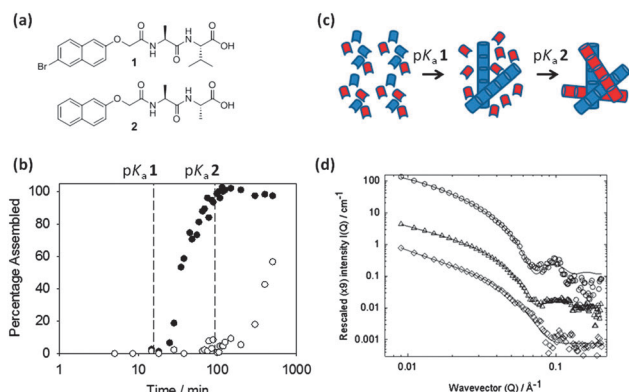 (a)
O
H
N
O
N
H
O
OH
O
Br
1
O
H
N
O
N
H
O
OH
O
2
(c)
pKa 1
pKa 2
(b)
pKa 1
pKa 2
Percentage Assembled
100
80
60
40
20
0
1
10
100
1000
Time / min
(d)
Rescaled (x9) intensity I(Q) / cm⁻¹
100
10
1
0.1
0.01
0.001
0.01
0.1
Wavevector (Q) / Å⁻¹